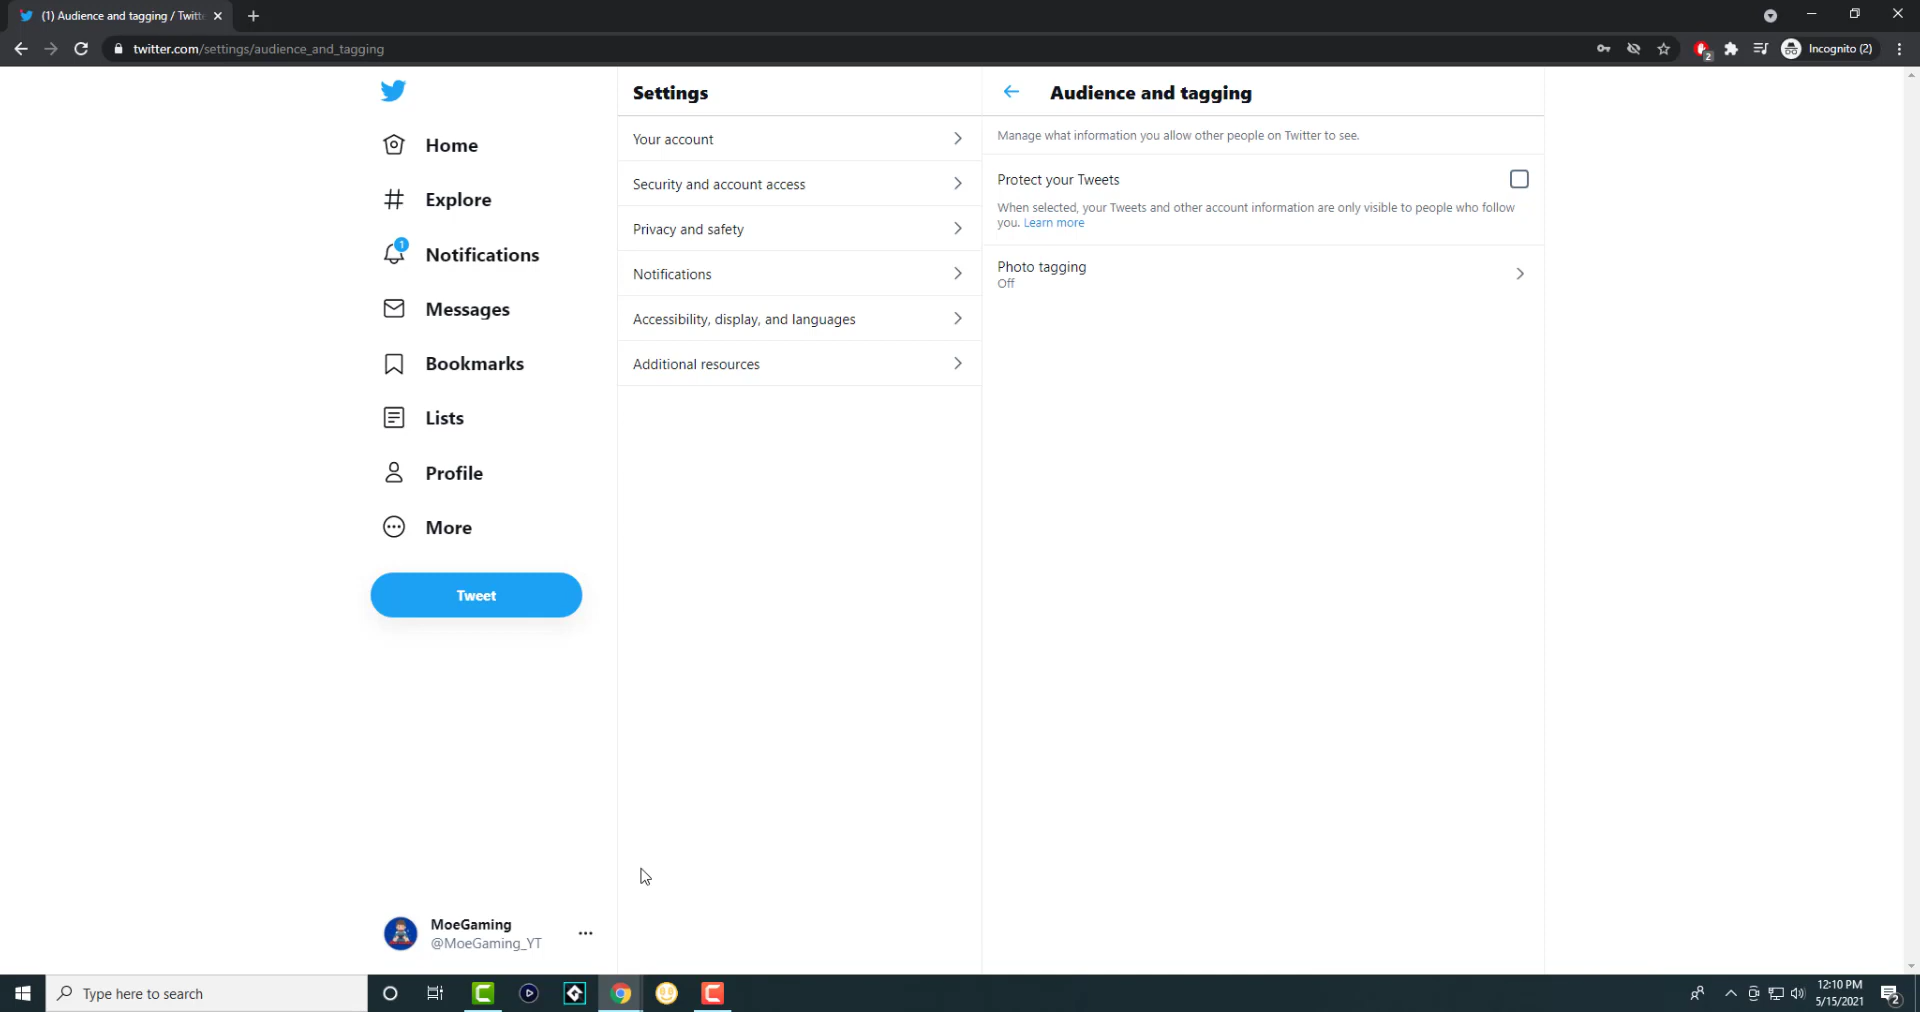 (1) Audience and tagging / Twitt
twitter.com/settings/audience_and_tagging
2
Incognito (2)
Home
Explore
1
Notifications
Messages
Bookmarks
Lists
Profile
More
Tweet
MoeGaming
@MoeGaming_YT
Settings
Your account
Security and account access
Privacy and safety
Notifications
Accessibility, display, and languages
Additional resources
Audience and tagging
Manage what information you allow other people on Twitter to see.
Protect your Tweets
When selected, your Tweets and other account information are only visible to people who follow
you. Learn more
Photo tagging
Off
Type here to search
12:10 PM
5/15/2021
2